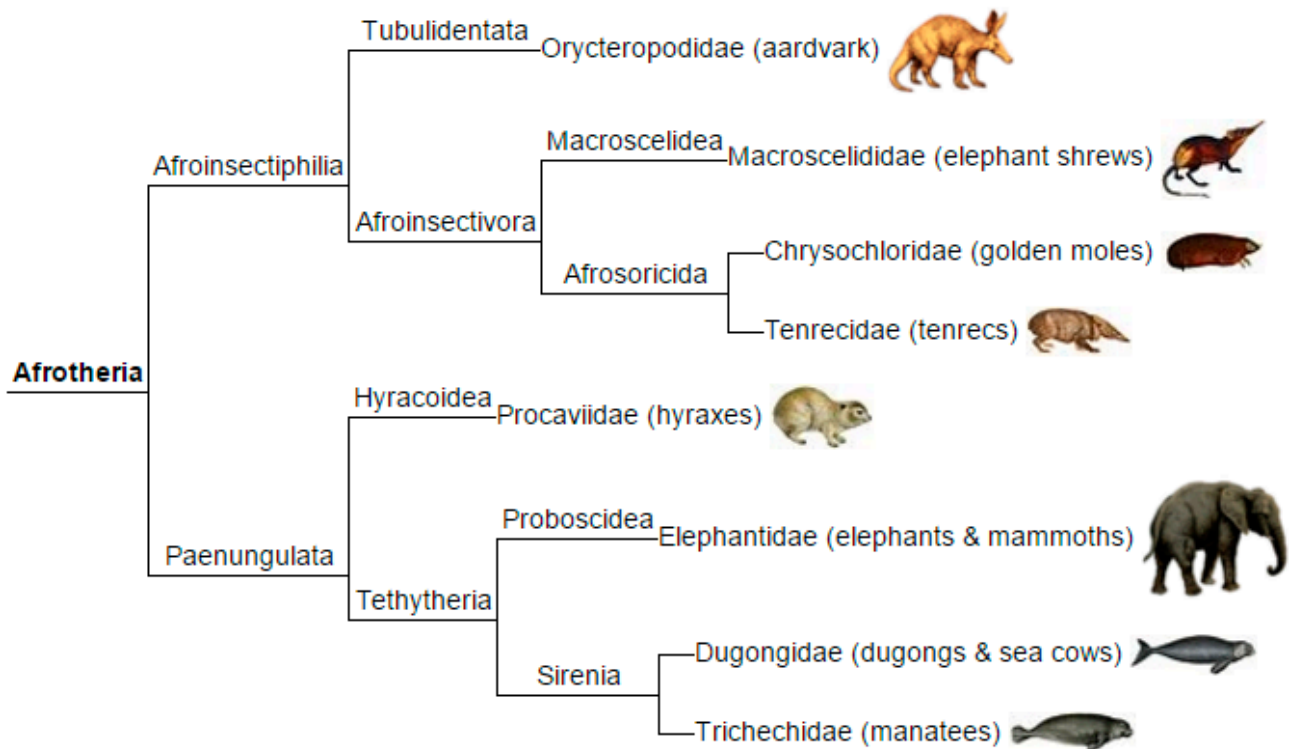 Tubulidentata
Orycteropodidae (aardvark)
Macroscelidea
Macroscelididae (elephant shrews)
Afroinsectiphilia
Afroinsectivora
Chrysochloridae (golden moles)
Afrosoricida
Tenrecidae (tenrecs)
Afrotheria
Hyracoidea
Procaviidae (hyraxes)
Proboscidea
Elephantidae (elephants & mammoths)
Paenungulata
Tethytheria
Dugongidae (dugongs & sea cows)
Sirenia
Trichechidae (manatees)